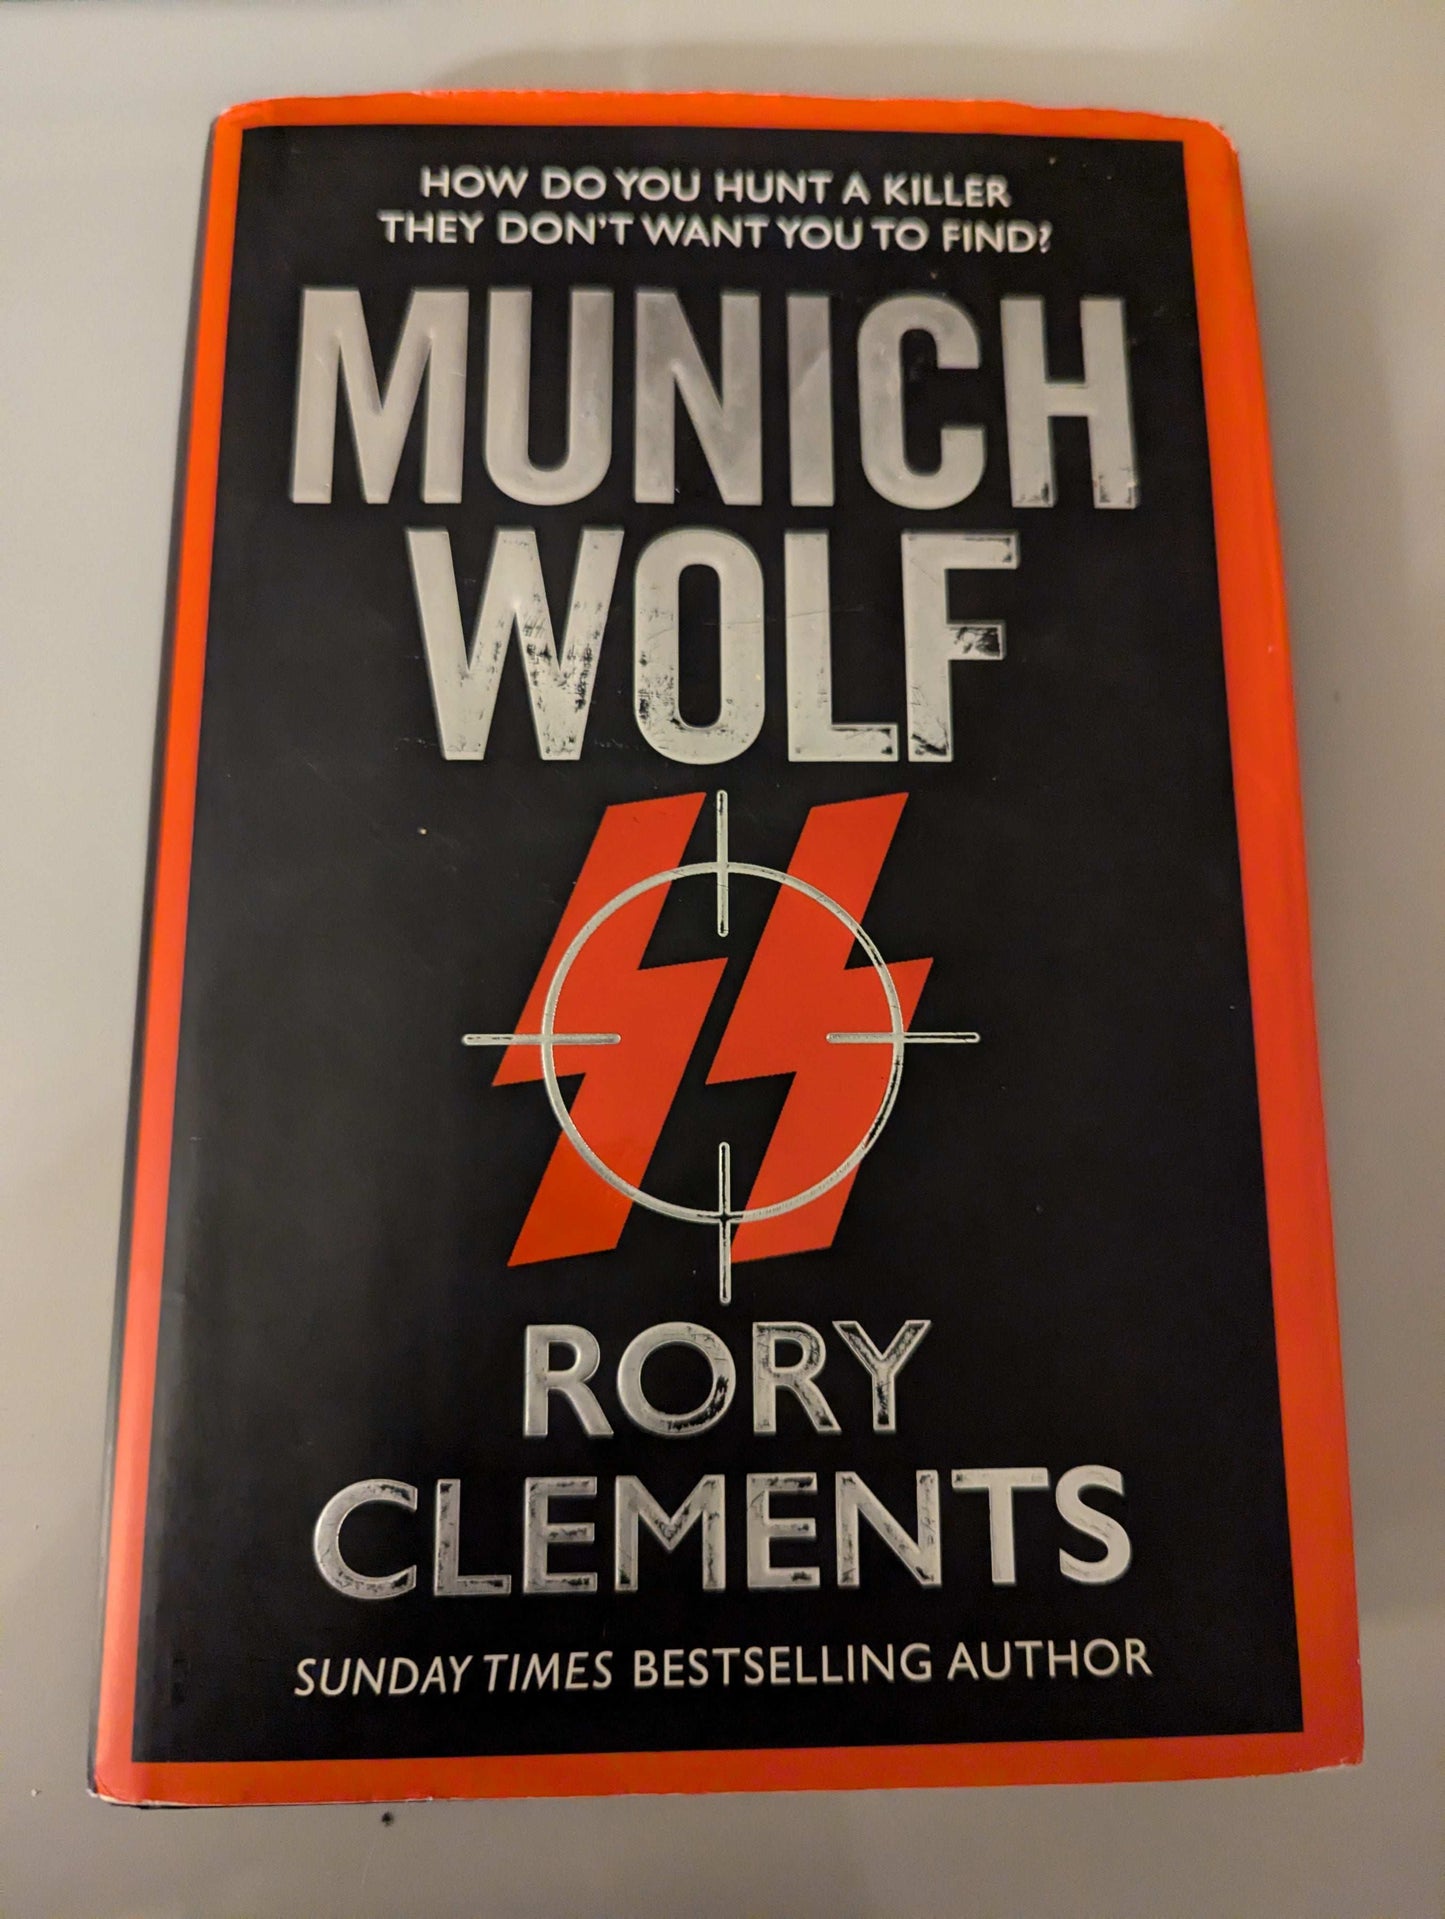 HOW DO YOU HUNT A KILLER
THEY DON'T WANT YOU TO FIND?
MUNICH
WOLF
RORY
CLEMENTS
SUNDAY TIMES BESTSELLING AUTHOR